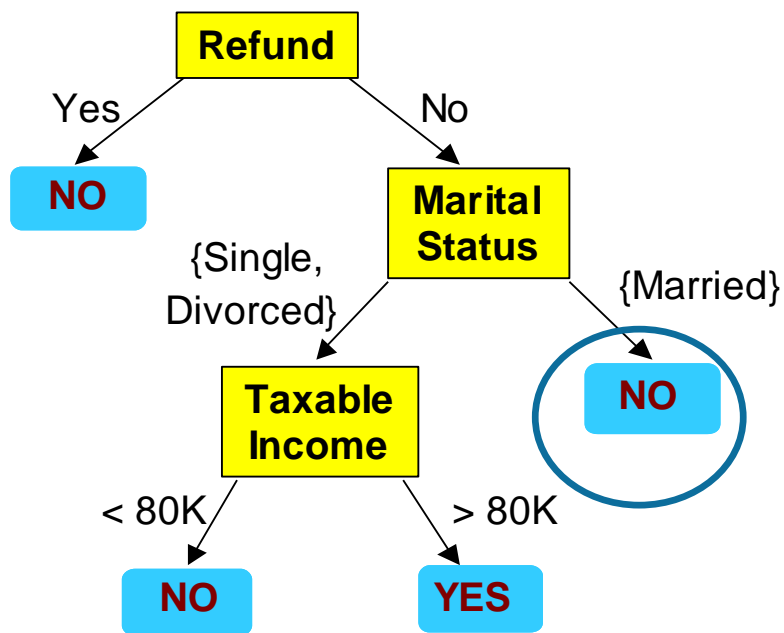 Refund
Yes
No
NO
Marital
Status
{Single,
Divorced}
{Married}
Taxable
Income
NO
< 80K
> 80K
NO
YES